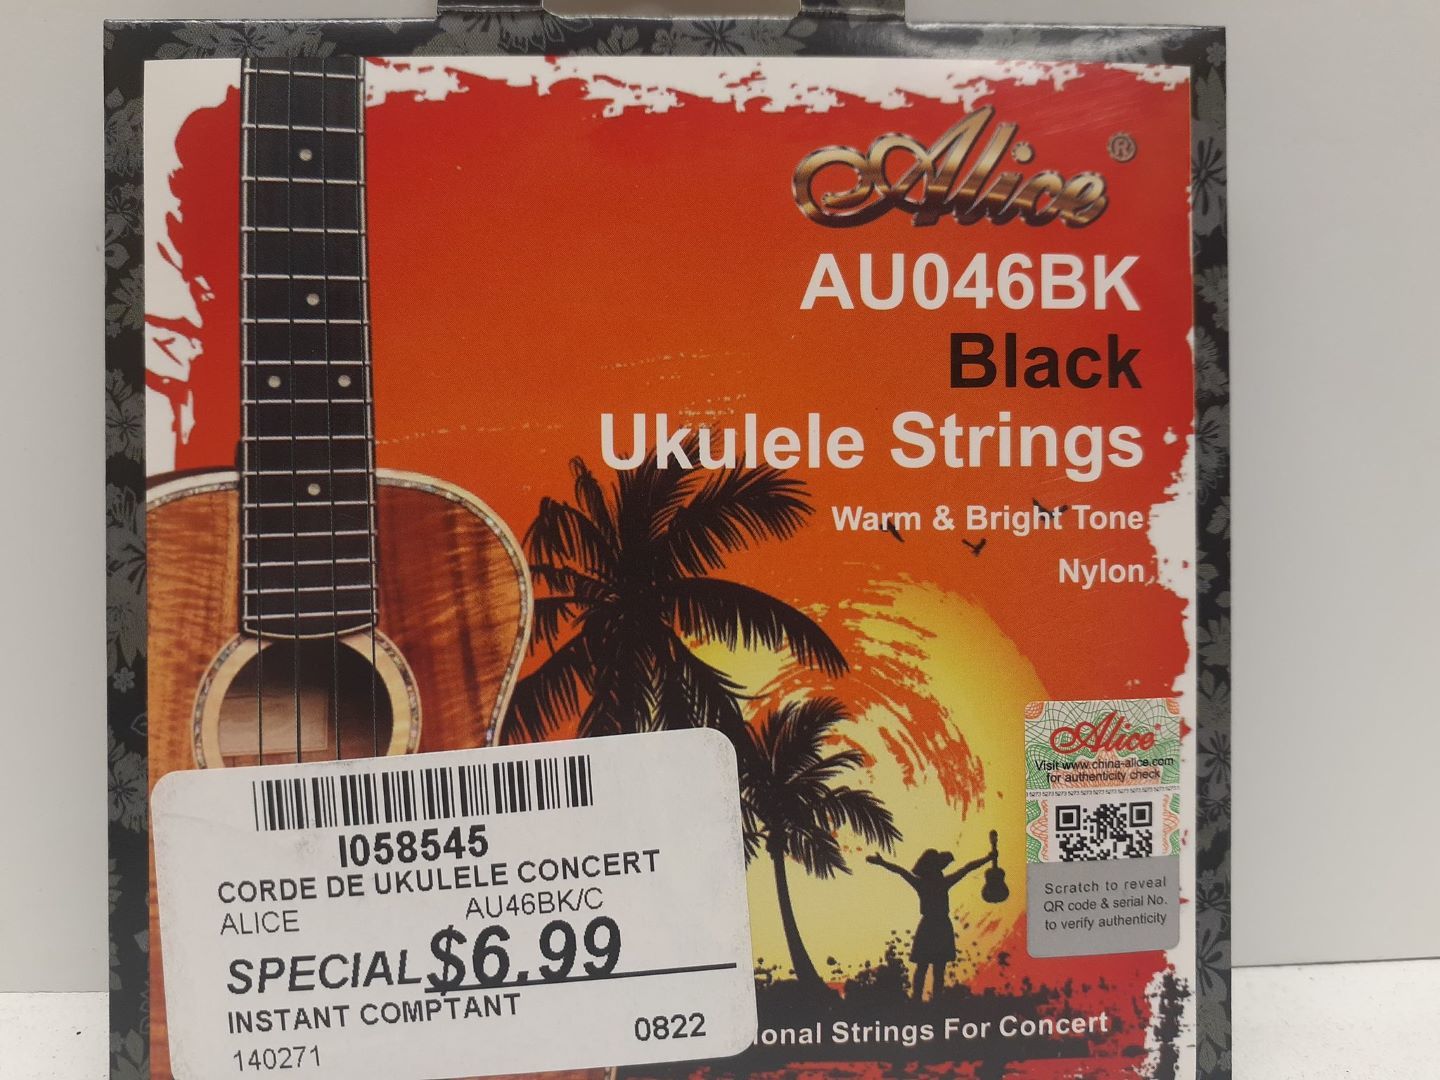 Alice®
AU046BK
Black
Ukulele Strings
Warm & Bright Tone
Nylon
Alice
Visit www.china-alice.com
for authenticity check
Scratch to reveal
QR code & serial No.
to verify authenticity
I058545
CORDE DE UKULELE CONCERT
ALICE AU46BK/C
SPECIAL $6.99
INSTANT COMPTANT
0822
140271
Strings For Concert